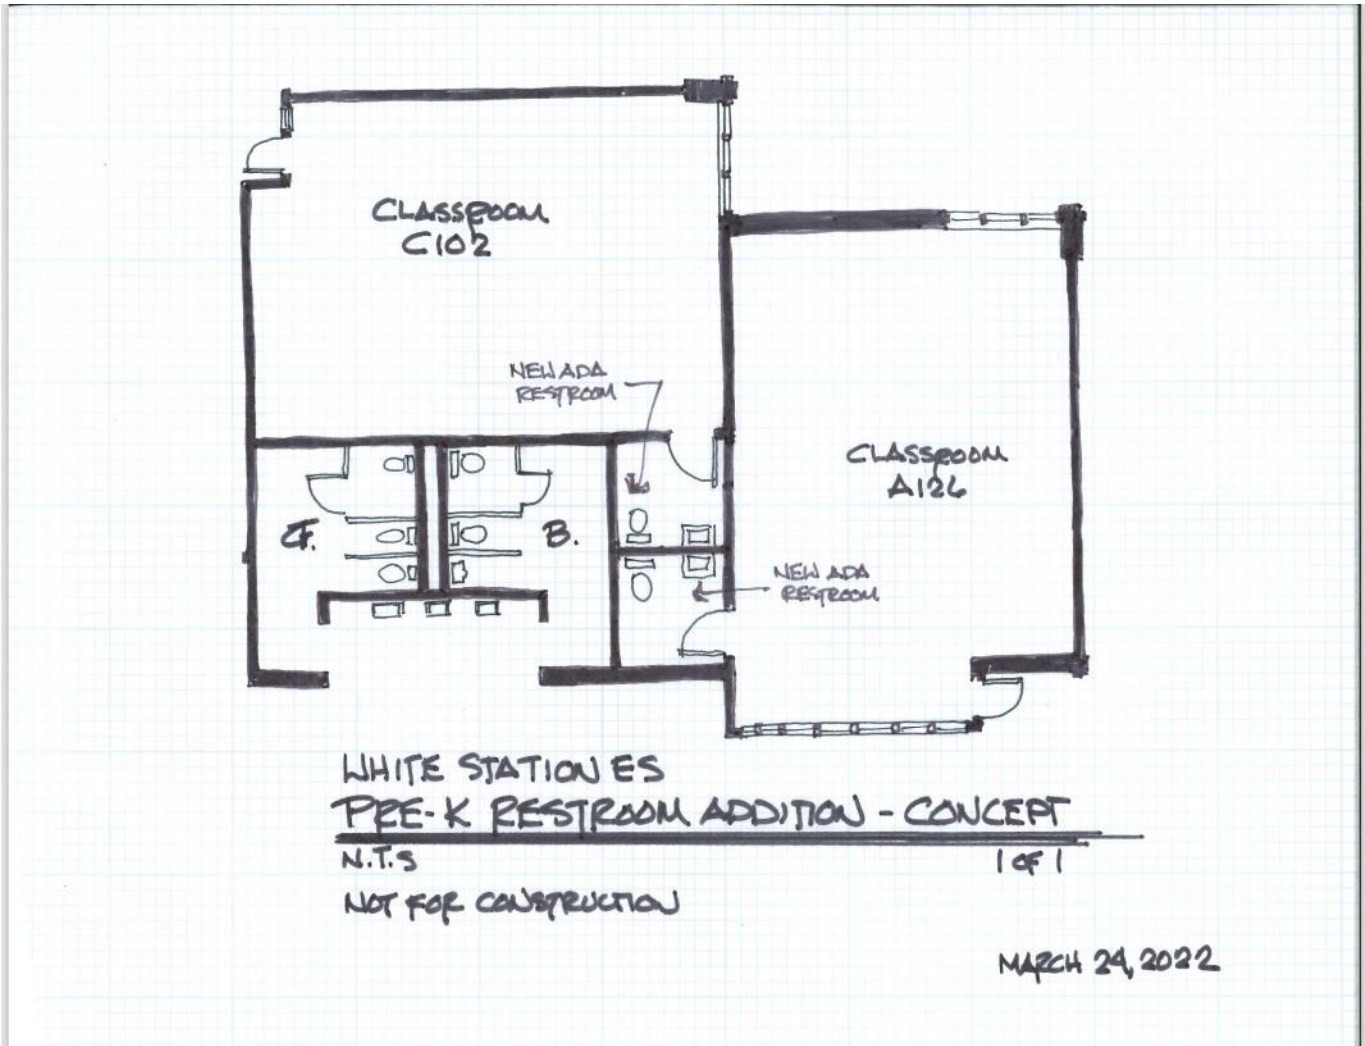 CLASSROOM
C102
NEW ADA
RESTROOM
CLASSROOM
A126
G.
B.
NEW ADA
RESTROOM
WHITE STATION ES
PRE-K RESTROOM ADDITION - CONCEPT
N.T.S
1 OF 1
NOT FOR CONSTRUCTION
MARCH 24, 2022